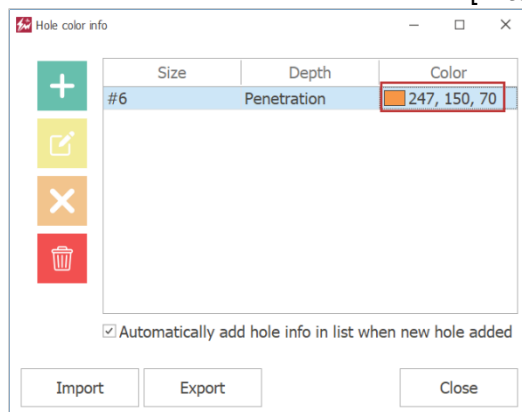 Hole color info
Size Depth Color
#6 Penetration 247, 150, 70
Automatically add hole info in list when new hole added
Import Export Close